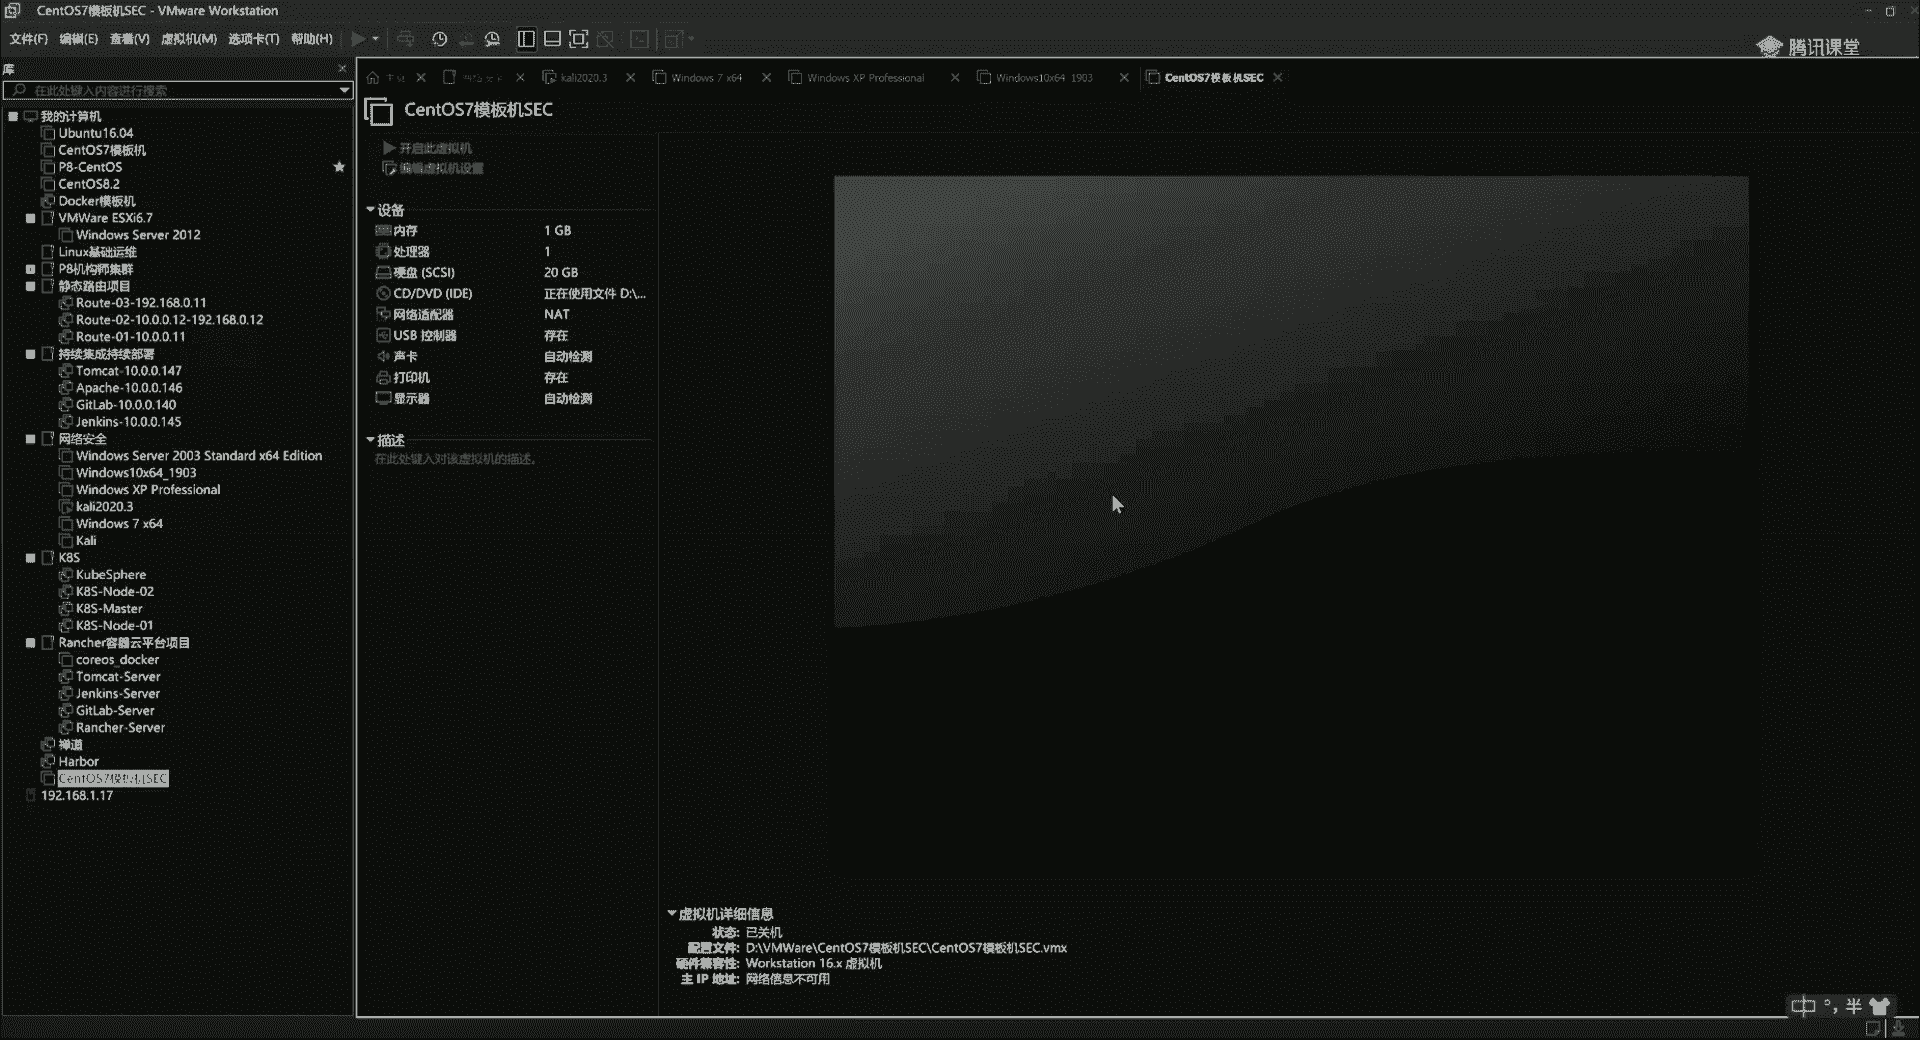 CentOS7模板机SEC - VMware Workstation
文件(F) 编辑(E) 查看(V) 虚拟机(M) 选项卡(T) 帮助(H)
腾讯课堂
库
在此处键入内容进行搜索
我的计算机
Ubuntu16.04
CentOS7模板机
P8-CentOS
CentOS8.2
Docker模板机
VMWare ESXi6.7
Windows Server 2012
Linux基础运维
P8机构师集群
静态路由项目
Route-03-192.168.0.11
Route-02-10.0.0.12-192.168.0.12
Route-01-10.0.0.11
持续集成持续部署
Tomcat-10.0.0.147
Apache-10.0.0.146
GitLab-10.0.0.140
Jenkins-10.0.0.145
网络安全
Windows Server 2003 Standard x64 Edition
Windows10x64_1903
Windows XP Professional
kali2020.3
Windows 7 x64
Kali
K8S
KubeSphere
K8S-Node-02
K8S-Master
K8S-Node-01
Rancher容器云平台项目
coreos_docker
Tomcat-Server
Jenkins-Server
GitLab-Server
Rancher-Server
禅道
Harbor
CentOS7模板机SEC
192.168.1.17
kali2020.3 Windows 7 x64 Windows XP Professional Windows10x64_1903 CentOS7模板机SEC
CentOS7模板机SEC
开启此虚拟机
编辑虚拟机设置
设备
内存 1 GB
处理器 1
硬盘 (SCSI) 20 GB
CD/DVD (IDE) 正在使用文件 D:\...
网络适配器 NAT
USB 控制器 存在
声卡 自动检测
打印机 存在
显示器 自动检测
描述
在此处键入对该虚拟机的描述。
虚拟机详细信息
状态: 已关机
配置文件: D:\VMWare\CentOS7模板机SEC\CentOS7模板机SEC.vmx
硬件兼容性: Workstation 16.x 虚拟机
主 IP 地址: 网络信息不可用
中 °, 半